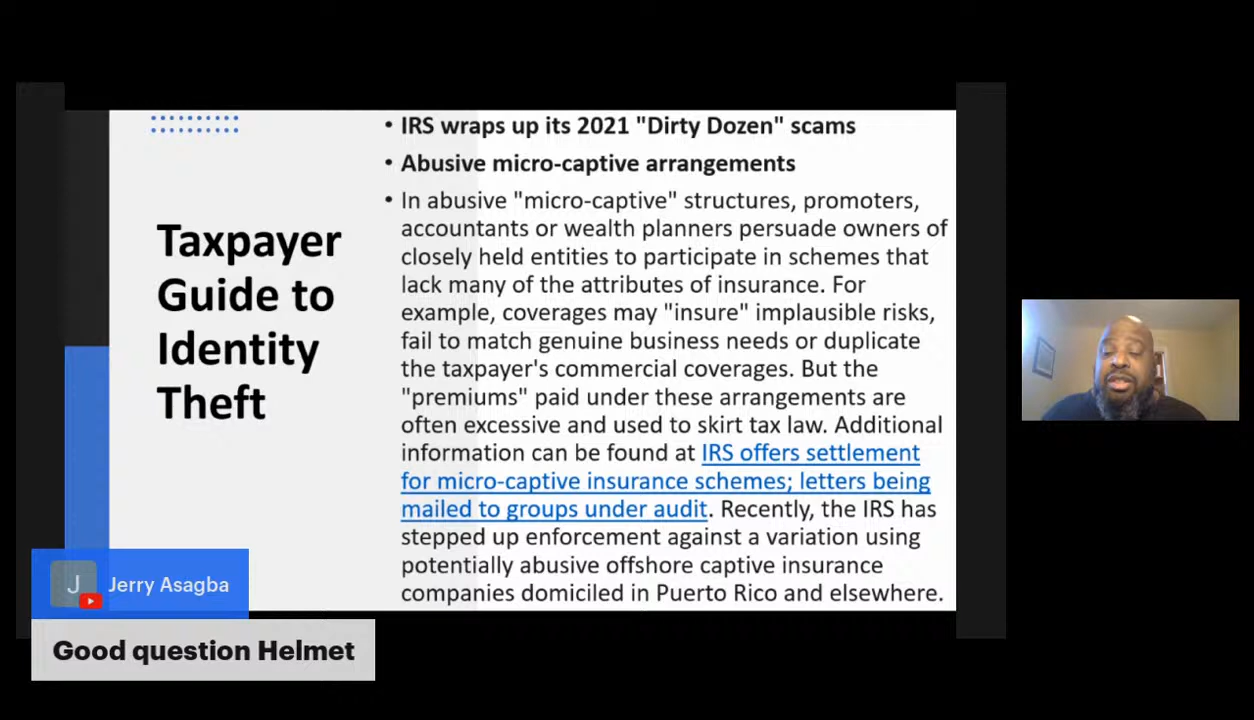 Taxpayer
Guide to
Identity
Theft
• IRS wraps up its 2021 "Dirty Dozen" scams
• Abusive micro-captive arrangements
• In abusive "micro-captive" structures, promoters,
accountants or wealth planners persuade owners of
closely held entities to participate in schemes that
lack many of the attributes of insurance. For
example, coverages may "insure" implausible risks,
fail to match genuine business needs or duplicate
the taxpayer's commercial coverages. But the
"premiums" paid under these arrangements are
often excessive and used to skirt tax law. Additional
information can be found at IRS offers settlement
for micro-captive insurance schemes; letters being
mailed to groups under audit. Recently, the IRS has
stepped up enforcement against a variation using
potentially abusive offshore captive insurance
companies domiciled in Puerto Rico and elsewhere.
J
Jerry Asagba
Good question Helmet